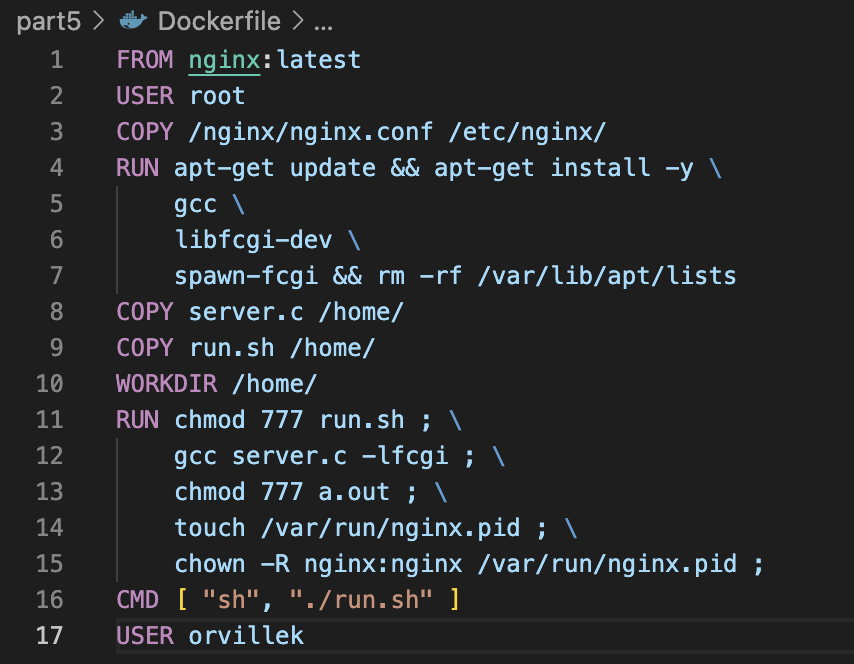 part5 > Dockerfile > ...
1 FROM nginx:latest
2 USER root
3 COPY /nginx/nginx.conf /etc/nginx/
4 RUN apt-get update && apt-get install -y \
5     gcc \
6     libfcgi-dev \
7     spawn-fcgi && rm -rf /var/lib/apt/lists
8 COPY server.c /home/
9 COPY run.sh /home/
10 WORKDIR /home/
11 RUN chmod 777 run.sh ; \
12     gcc server.c -lfcgi ; \
13     chmod 777 a.out ; \
14     touch /var/run/nginx.pid ; \
15     chown -R nginx:nginx /var/run/nginx.pid ;
16 CMD [ "sh", "./run.sh" ]
17 USER orvillek